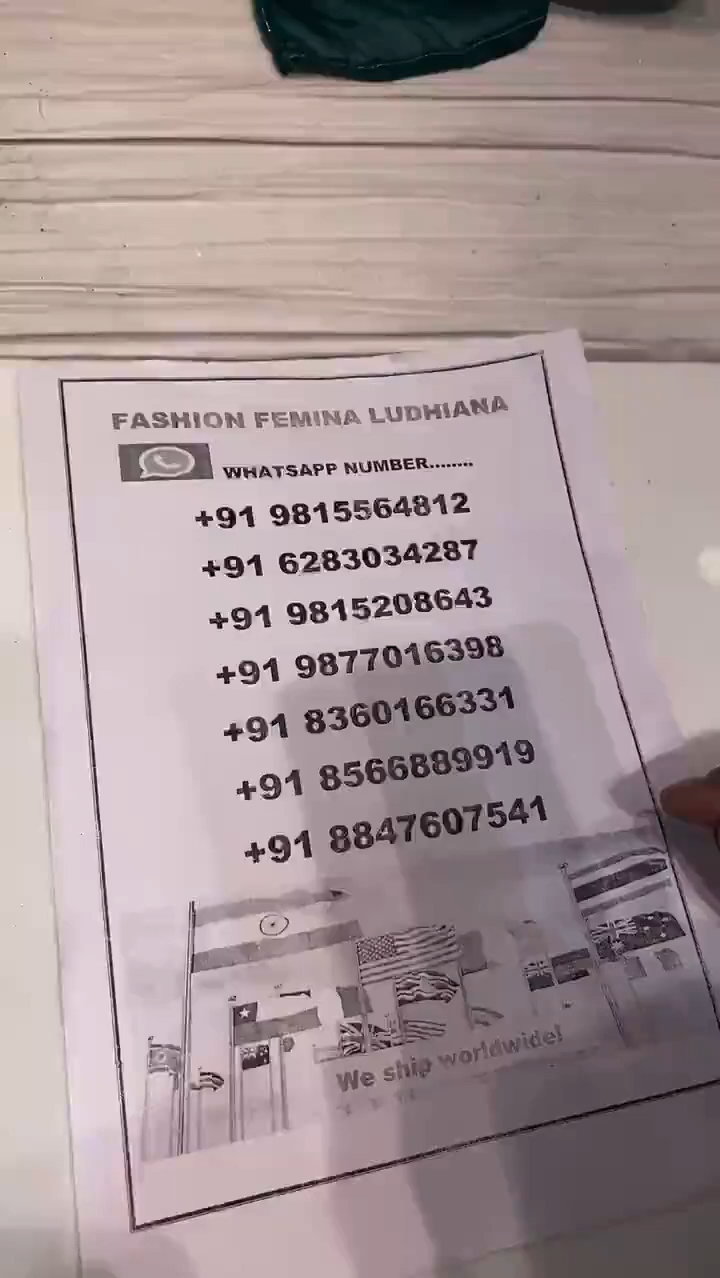 FASHION FEMINA LUDHIANA
WHATSAPP NUMBER........
+91 9815564812
+91 6283034287
+91 9815208643
+91 9877016398
+91 8360166331
+91 8566889919
+91 8847607541
We ship worldwide!